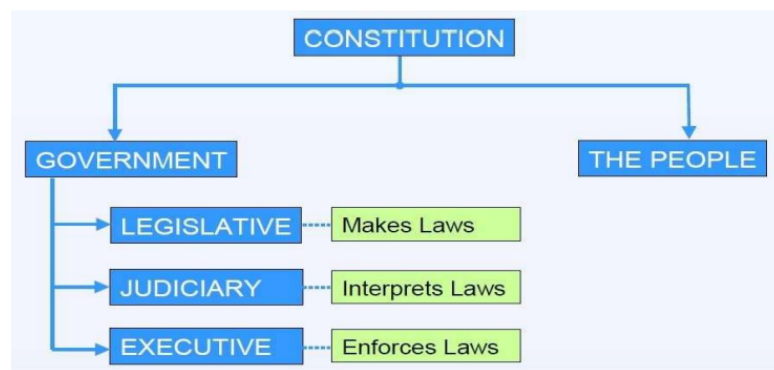 CONSTITUTION
GOVERNMENT
THE PEOPLE
LEGISLATIVE
Makes Laws
JUDICIARY
Interprets Laws
EXECUTIVE
Enforces Laws